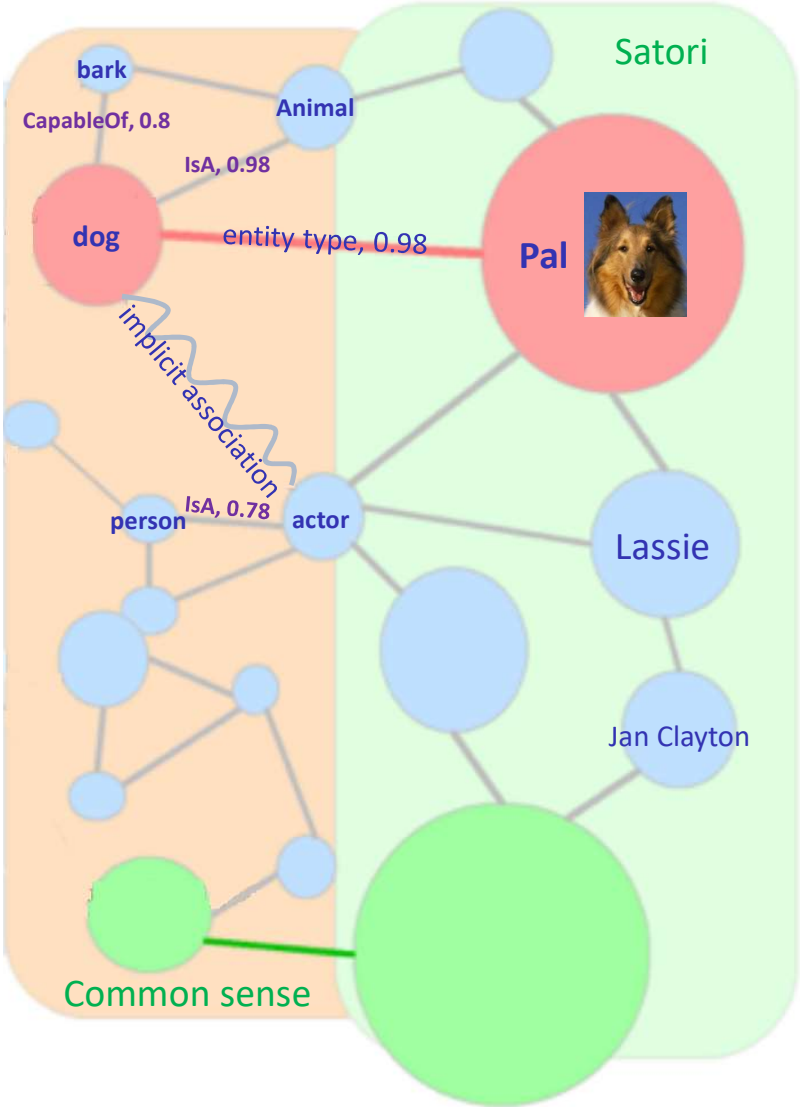 Satori
bark
Animal
CapableOf, 0.8
IsA, 0.98
dog
entity type, 0.98
Pal
implicit association
person
IsA, 0.78
actor
Lassie
Jan Clayton
Common sense